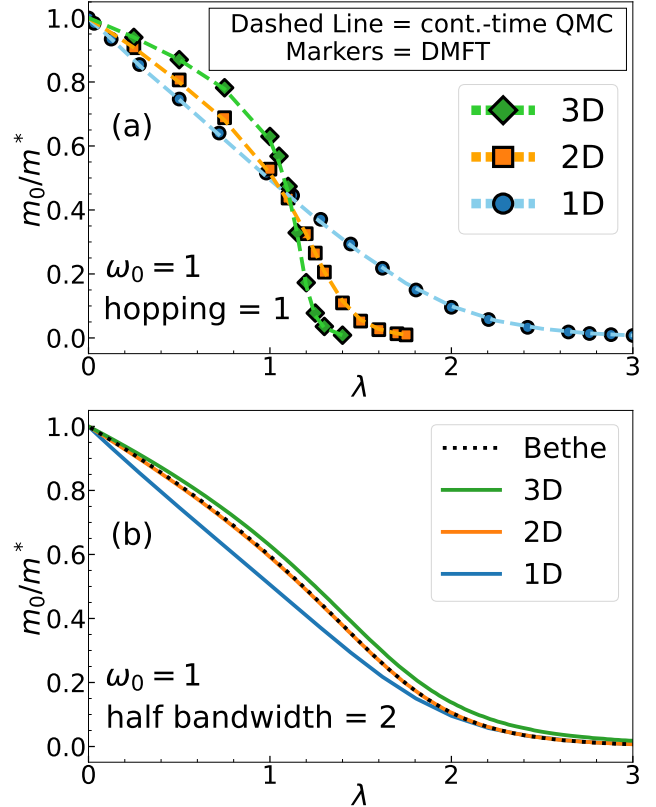 Dashed Line = cont.-time QMC
Markers = DMFT
1.0
0.8
0.6
0.4
0.2
0.0
m₀/m*
(a)
3D
2D
1D
ω₀ = 1
hopping = 1
0
1
2
3
λ
1.0
0.8
0.6
0.4
0.2
0.0
m₀/m*
(b)
Bethe
3D
2D
1D
ω₀ = 1
half bandwidth = 2
0
1
2
3
λ